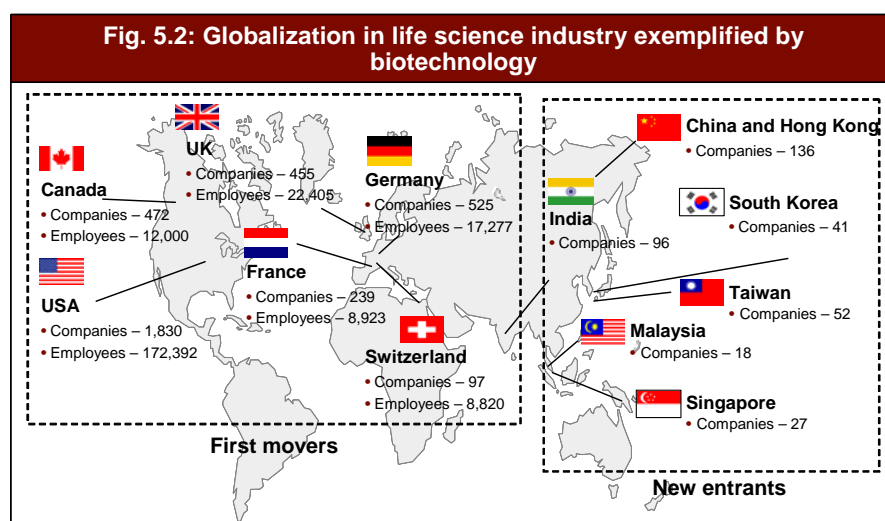 Fig. 5.2: Globalization in life science industry exemplified by
biotechnology
Canada
• Companies – 472
• Employees – 12,000
UK
• Companies – 455
• Employees – 22,405
Germany
• Companies – 525
• Employees – 17,277
USA
• Companies – 1,830
• Employees – 172,392
France
• Companies – 239
• Employees – 8,923
Switzerland
• Companies – 97
• Employees – 8,820
First movers
China and Hong Kong
• Companies – 136
India
• Companies – 96
South Korea
• Companies – 41
Taiwan
• Companies – 52
Malaysia
• Companies – 18
Singapore
• Companies – 27
New entrants